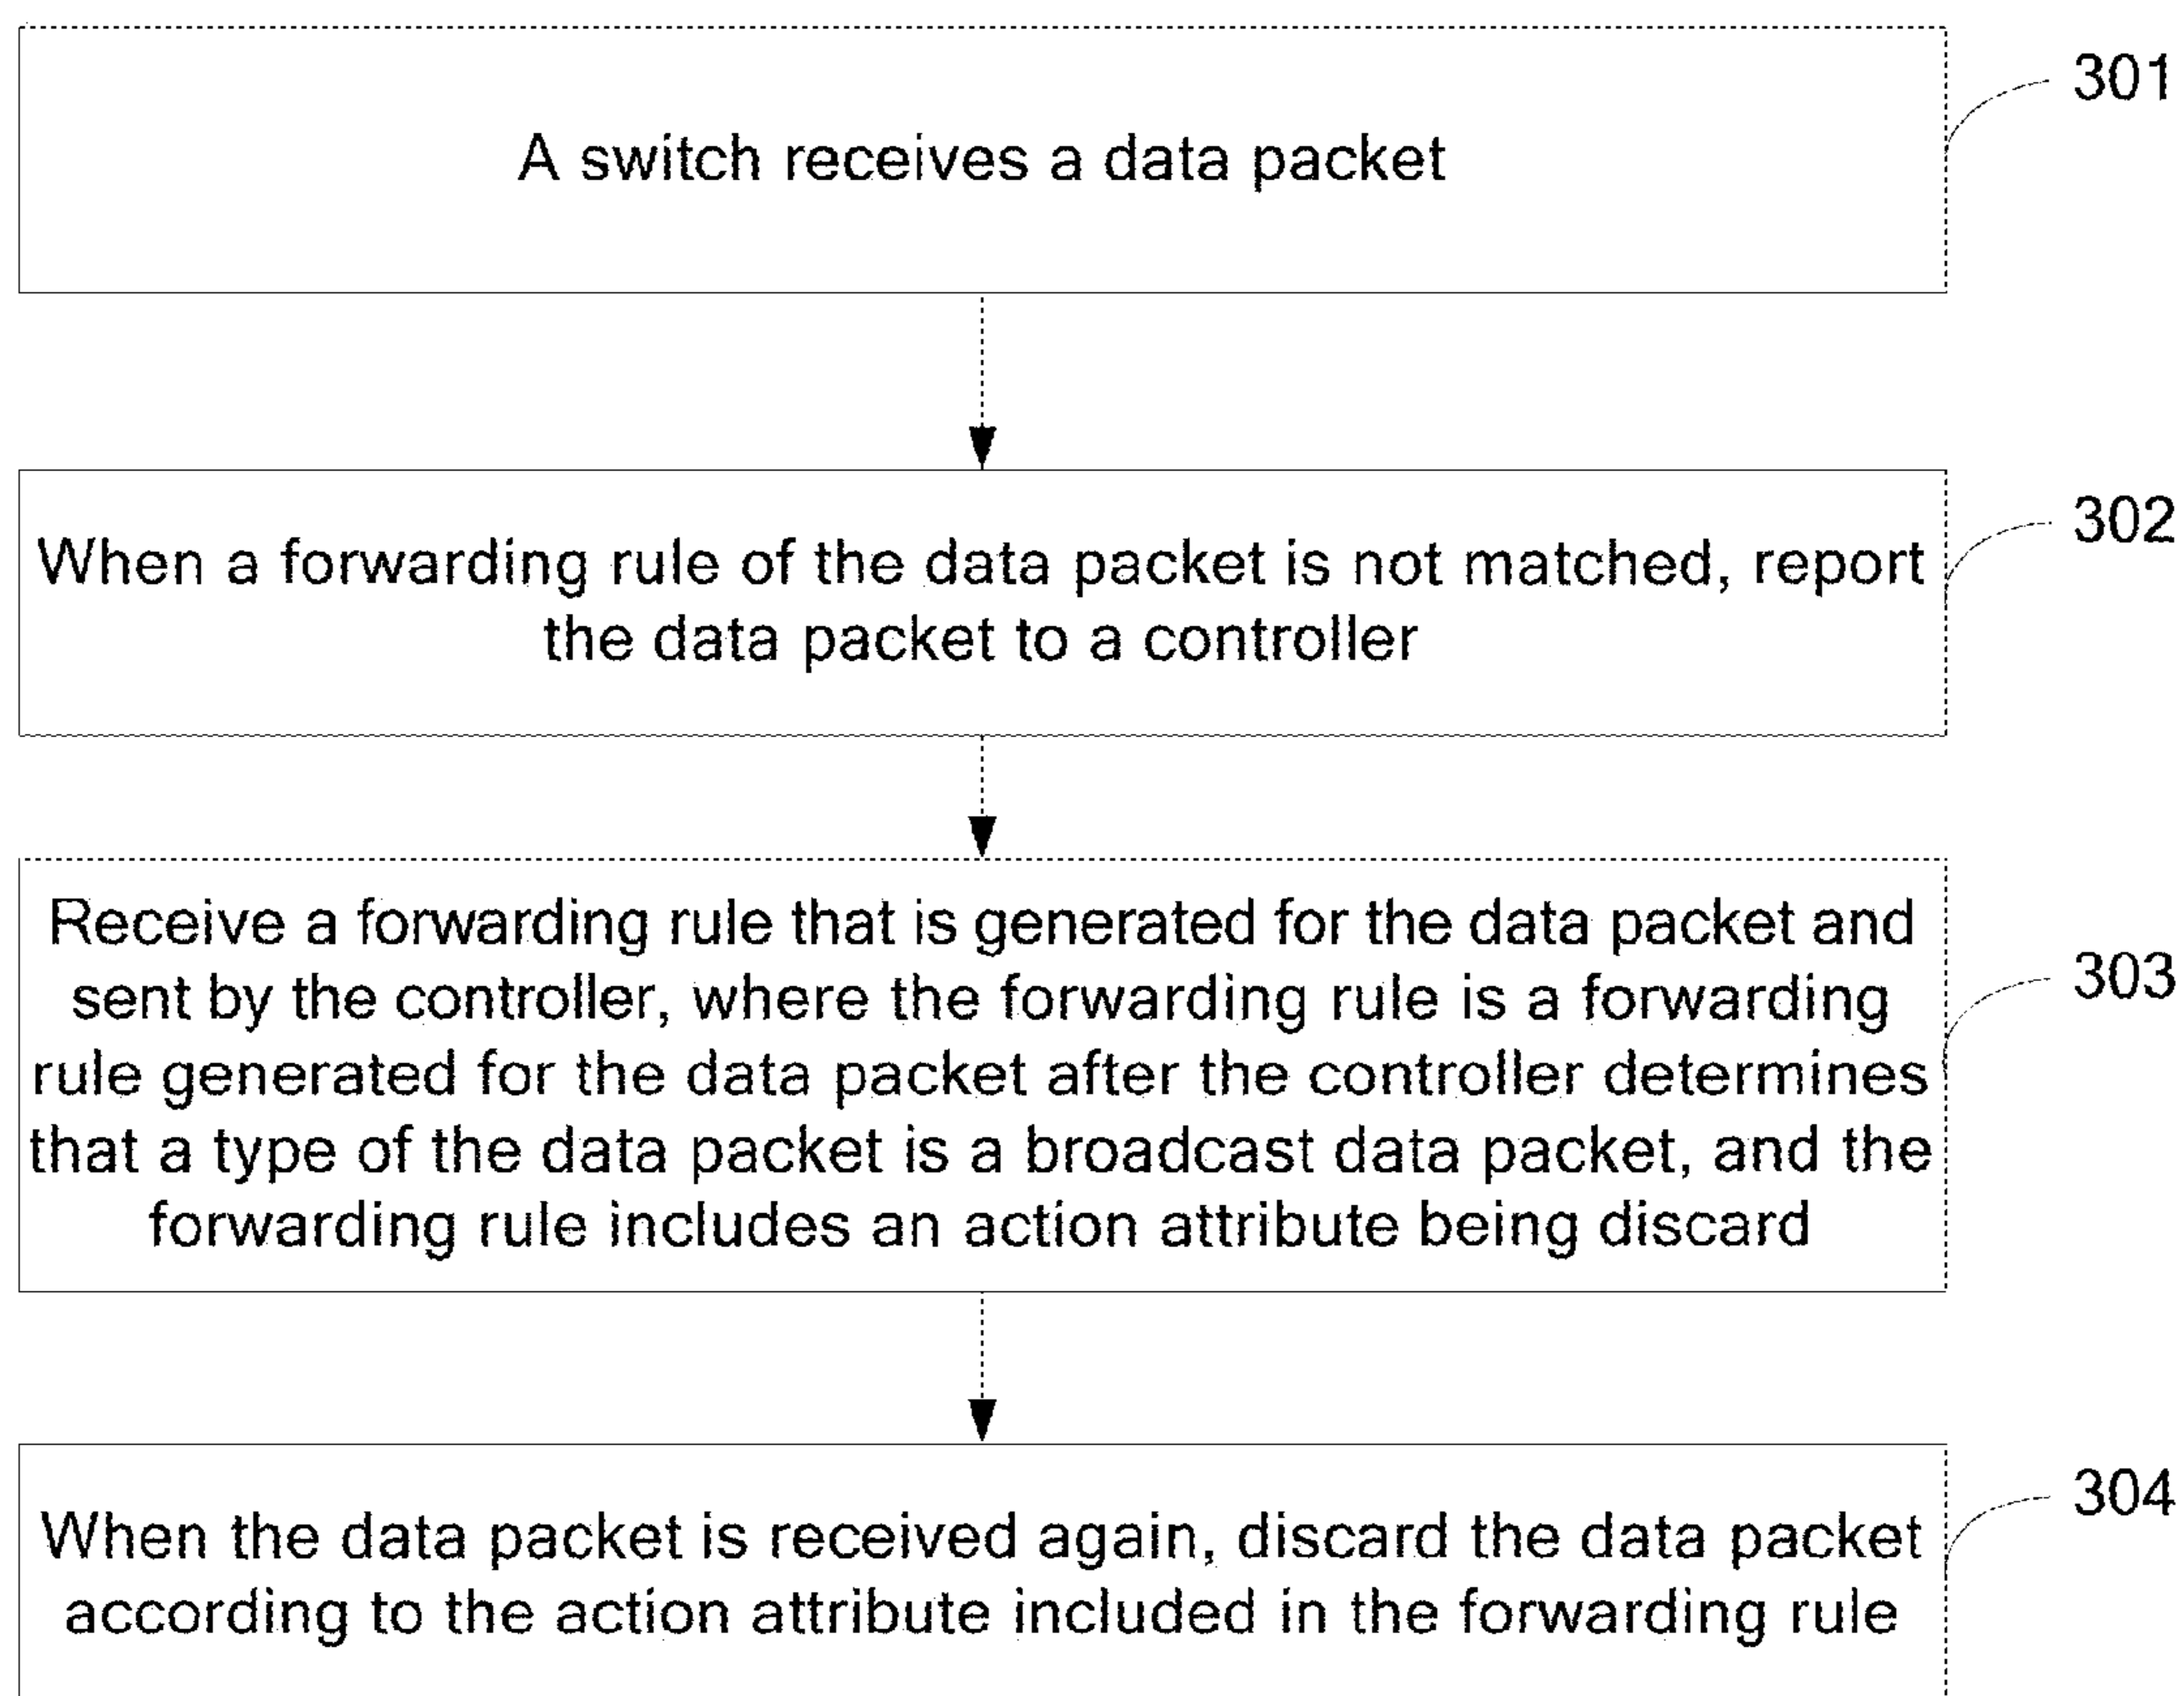 301
A switch receives a data packet
302
When a forwarding rule of the data packet is not matched, report
the data packet to a controller
Receive a forwarding rule that is generated for the data packet and
sent by the controller, where the forwarding rule is a forwarding
303
rule generated for the data packet after the controller determines
that a type of the data packet is a broadcast data packet, and the
forwarding rule includes an action attribute being discard
304
When the data packet is received again, discard the data packet
according to the action attribute included in the forwarding rule